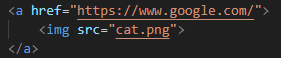 <a href="https://www.google.com/">
    <img src="cat.png">
</a>